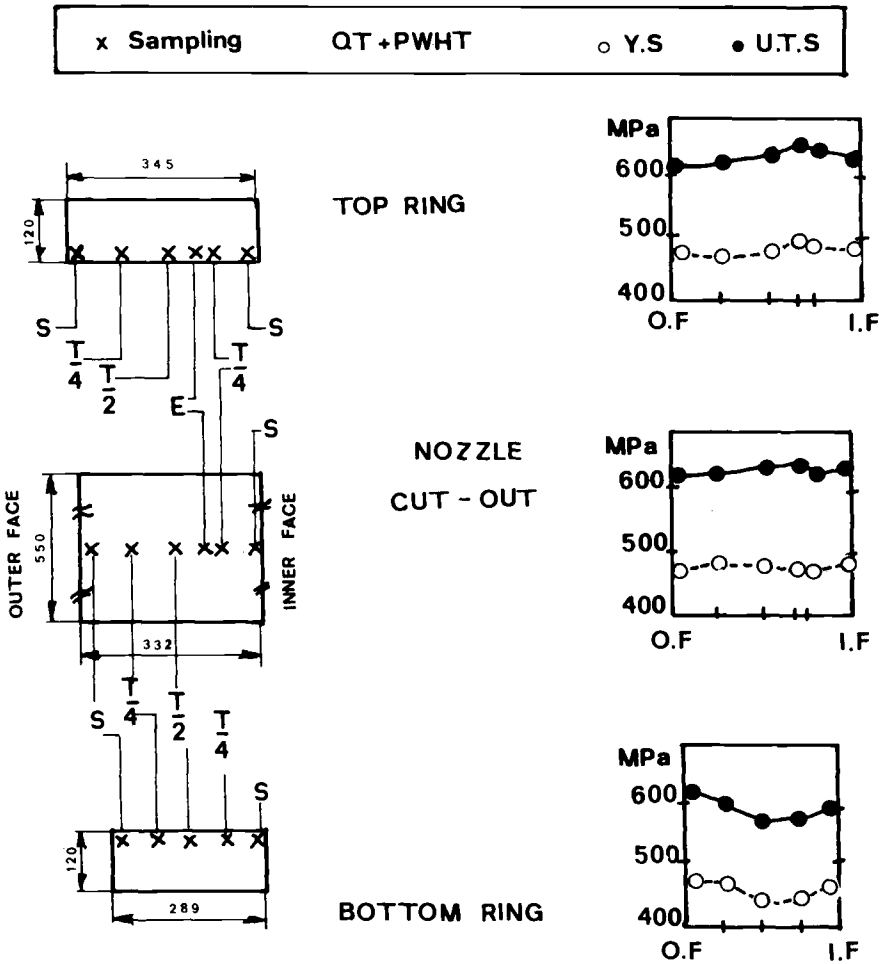 x Sampling QT +PWHT ○ Y.S ● U.T.S
345
120
TOP RING
S
S
T/4
T/2
T/4
E
MPa
600
500
400
O.F I.F
S
OUTER FACE
550
INNER FACE
332
NOZZLE
CUT - OUT
MPa
600
500
400
O.F I.F
S
T/4
T/2
T/4
S
120
289
BOTTOM RING
MPa
600
500
400
O.F I.F